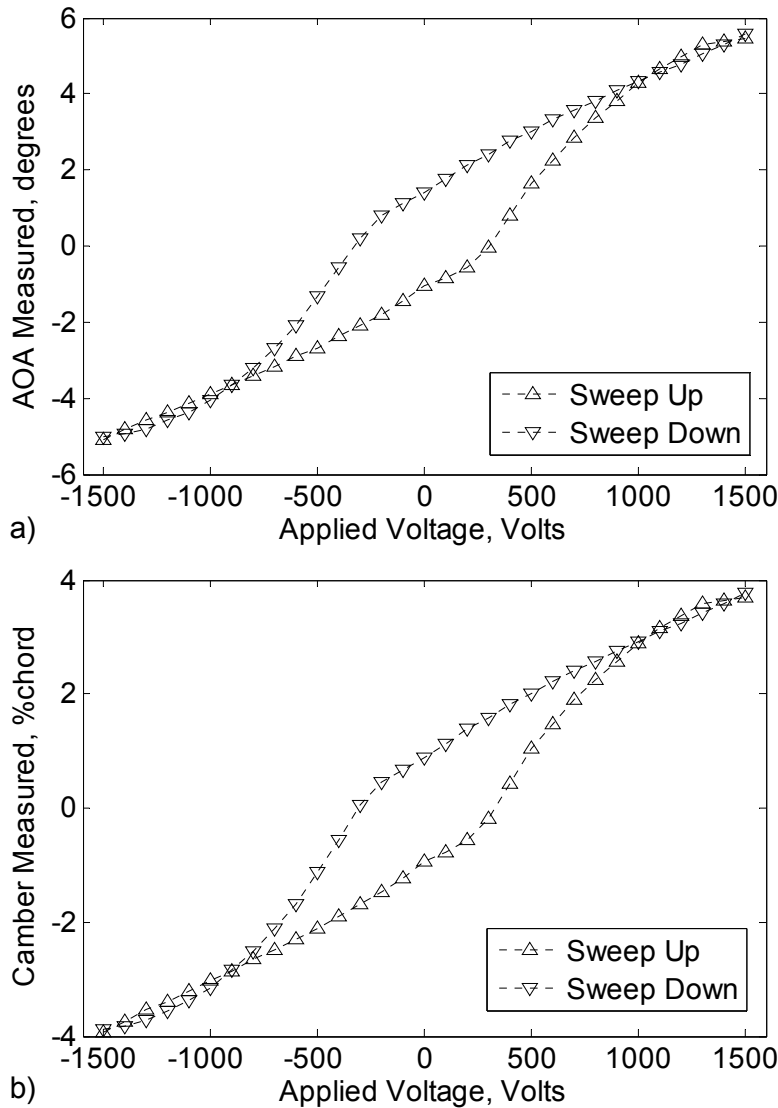 6
4
2
0
-2
-4
-6
AOA Measured, degrees
Sweep Up
Sweep Down
-1500 -1000 -500 0 500 1000 1500
a) Applied Voltage, Volts
4
2
0
-2
-4
Camber Measured, %chord
Sweep Up
Sweep Down
-1500 -1000 -500 0 500 1000 1500
b) Applied Voltage, Volts